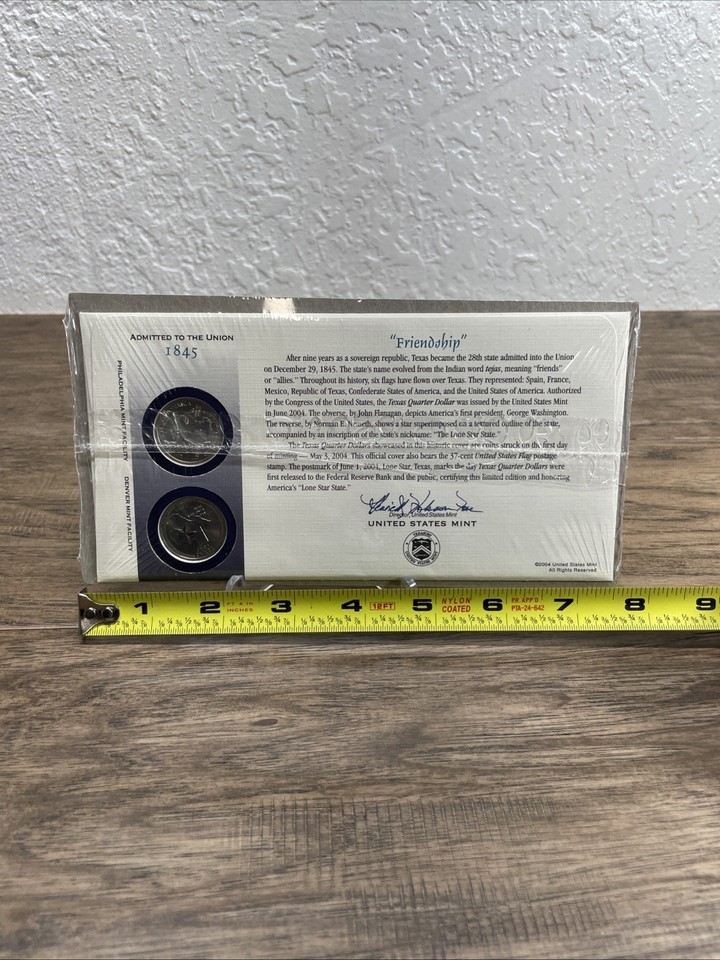 ADMITTED TO THE UNION
1845
PHILADELPHIA MINT FACILITY
DENVER MINT FACILITY
"Friendship"
After nine years as a sovereign republic, Texas became the 28th state admitted into the Union
on December 29, 1845. The state's name evolved from the Indian word tejas, meaning "friends"
or "allies." Throughout its history, six flags have flown over Texas. They represented: Spain, France,
Mexico, Republic of Texas, Confederate States of America, and the United States of America. Authorized
by the Congress of the United States, the Texas Quarter Dollar was issued by the United States Mint
in June 2004. The obverse, by John Flanagan, depicts America's first president, George Washington.
The reverse, by Norman E. Nemeth, shows a star superimposed on a textured outline of the state,
accompanied by an inscription of the state's nickname: "The Lone Star State."
The Texas Quarter Dollars showcased in this historic cover are coins struck on the first day
of minting — May 3, 2004. This official cover also bears the 37-cent United States Flag postage
stamp. The postmark of June 1, 2004, Lone Star, Texas, marks the day Texas Quarter Dollars were
first released to the Federal Reserve Bank and the public, certifying this limited edition and honoring
America's "Lone Star State."
Director, United States Mint
UNITED STATES MINT
©2004 United States Mint
All Rights Reserved
1 2 FT & IN INCHES 3 4 12FT 5 NYLON COATED 6 FR. APP'D PTA-24-642 7 8 9